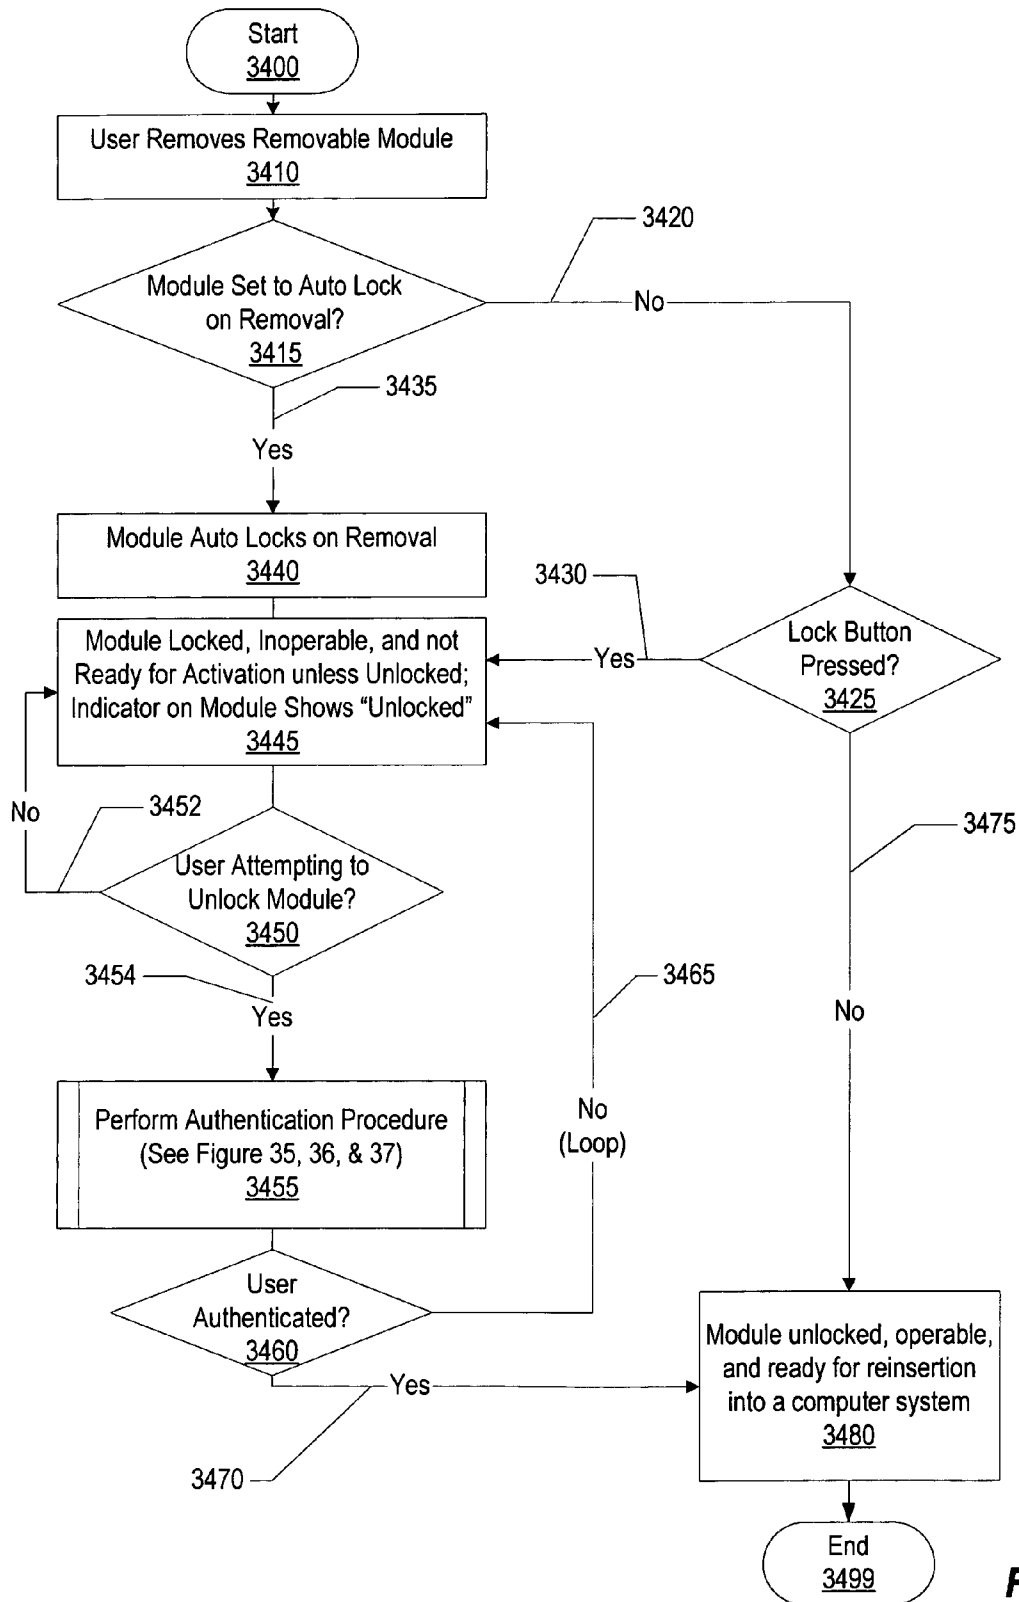 Start
3400
User Removes Removable Module
3410
3420
Module Set to Auto Lock
on Removal?
3415
No
3435
Yes
Module Auto Locks on Removal
3440
3430
Lock Button
Pressed?
3425
Yes
Module Locked, Inoperable, and not
Ready for Activation unless Unlocked;
Indicator on Module Shows “Unlocked”
3445
No
3452
3475
User Attempting to
Unlock Module?
3450
3454
Yes
3465
No
Perform Authentication Procedure
(See Figure 35, 36, & 37)
3455
No
(Loop)
User
Authenticated?
3460
Yes
3470
Module unlocked, operable,
and ready for reinsertion
into a computer system
3480
End
3499
F